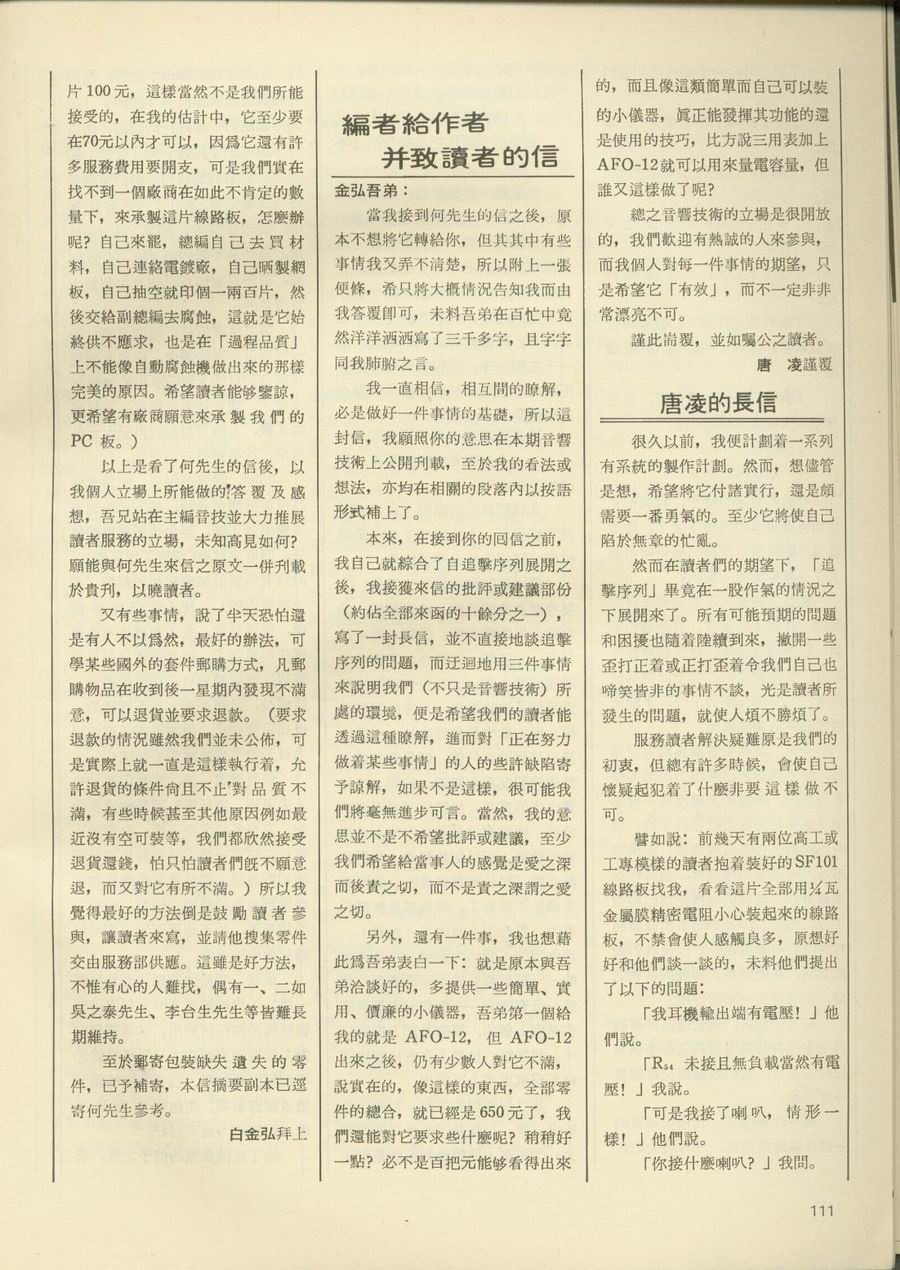 片 100 元，這樣當然不是我們所能
接受的，在我的估計中，它至少要
在70元以內才可以，因爲它還有許
多服務費用要開支，可是我們實在
找不到一個廠商在如此不肯定的數
量下，來承製這片線路板，怎麽辦
呢？自己來罷，總編自己去買材
料，自己連絡電鍍廠，自己晒製網
板，自己抽空就印個一兩百片，然
後交給副總編去腐蝕，這就是它始
終供不應求，也是在「過程品質」
上不能像自動腐蝕機做出來的那樣
完美的原因。希望讀者能够鑒諒，
更希望有廠商願意來承製我們的
PC 板。）
以上是看了何先生的信後，以
我個人立場上所能做的答覆及感
想，吾兄站在主編音技並大力推展
讀者服務的立場，未知高見如何？
願能與何先生來信之原文一併刋載
於貴刋，以曉讀者。
又有些事情，說了半天恐怕還
是有人不以爲然，最好的辦法，可
學某些國外的套件郵購方式，凡郵
購物品在收到後一星期內發現不滿
意，可以退貨並要求退款。（要求
退款的情況雖然我們並未公佈，可
是實際上就一直是這樣執行着，允
許退貨的條件尙且不止對品質不
滿，有些時候甚至其他原因例如最
近沒有空可裝等，我們都欣然接受
退貨還錢，怕只怕讀者們旣不願意
退，而又對它有所不滿。）所以我
覺得最好的方法倒是鼓勵讀者參
與，讓讀者來寫，並請他搜集零件
交由服務部供應。這雖是好方法，
不惟有心的人難找，偶有一、二如
吳之泰先生、李台生先生等皆難長
期維持。
至於郵寄包裝缺失遺失的零
件，已予補寄，本信摘要副本已逕
寄何先生參考。
白金弘拜上
編者給作者
并致讀者的信
金弘吾弟：
當我接到何先生的信之後，原
本不想將它轉給你，但其其中有些
事情我又弄不清楚，所以附上一張
便條，希只將大概情況告知我而由
我答覆卽可，未料吾弟在百忙中竟
然洋洋洒洒寫了三千多字，且字字
同我肺腑之言。
我一直相信，相互間的瞭解，
必是做好一件事情的基礎，所以這
封信，我願照你的意思在本期音響
技術上公開刋載，至於我的看法或
想法，亦均在相關的段落內以按語
形式補上了。
本來，在接到你的回信之前，
我自己就綜合了自追擊序列展開之
後，我接獲來信的批評或建議部份
（約佔全部來函的十餘分之一），
寫了一封長信，並不直接地談追擊
序列的問題，而迂迴地用三件事情
來說明我們（不只是音響技術）所
處的環境，便是希望我們的讀者能
透過這種瞭解，進而對「正在努力
做着某些事情」的人的些許缺陷寄
予諒解，如果不是這樣，很可能我
們將毫無進步可言。當然，我的意
思並不是不希望批評或建議，至少
我們希望給當事人的感覺是愛之深
而後責之切，而不是責之深謂之愛
之切。
另外，還有一件事，我也想藉
此爲吾弟表白一下：就是原本與吾
弟洽談好的，多提供一些簡單、實
用、價廉的小儀器，吾弟第一個給
我的就是 AFO-12，但 AFO-12
出來之後，仍有少數人對它不滿，
說實在的，像這樣的東西，全部零
件的總合，就已經是 650 元了，我
們還能對它要求些什麽呢？稍稍好
一點？必不是百把元能够看得出來
的，而且像這類簡單而自己可以裝
的小儀器，眞正能發揮其功能的還
是使用的技巧，比方說三用表加上
AFO-12就可以用來量電容量，但
誰又這樣做了呢？
總之音響技術的立場是很開放
的，我們歡迎有熱誠的人來參與，
而我個人對每一件事情的期望，只
是希望它「有效」，而不一定非非
常漂亮不可。
謹此耑覆，並如囑公之讀者。
唐　凌謹覆
唐凌的長信
很久以前，我便計劃着一系列
有系統的製作計劃。然而，想儘管
是想，希望將它付諸實行，還是頗
需要一番勇氣的。至少它將使自己
陷於無章的忙亂。
然而在讀者們的期望下，「追
擊序列」畢竟在一股作氣的情況之
下展開來了。所有可能預期的問題
和困擾也隨着陸續到來，撇開一些
歪打正着或正打歪着令我們自己也
啼笑皆非的事情不談，光是讀者所
發生的問題，就使人煩不勝煩了。
服務讀者解決疑難原是我們的
初衷，但總有許多時候，會使自己
懷疑起犯着了什麽非要這樣做不
可。
譬如說：前幾天有兩位高工或
工專模樣的讀者抱着裝好的 SF101
線路板找我，看看這片全部用¼瓦
金屬膜精密電阻小心裝起來的線路
板，不禁會使人感觸良多，原想好
好和他們談一談的，未料他們提出
了以下的問題：
「我耳機輸出端有電壓！」他
們說。
「R₅₄ 未接且無負載當然有電
壓！」我說。
「可是我接了喇叭，情形一
樣！」他們說。
「你接什麽喇叭？」我問。
111